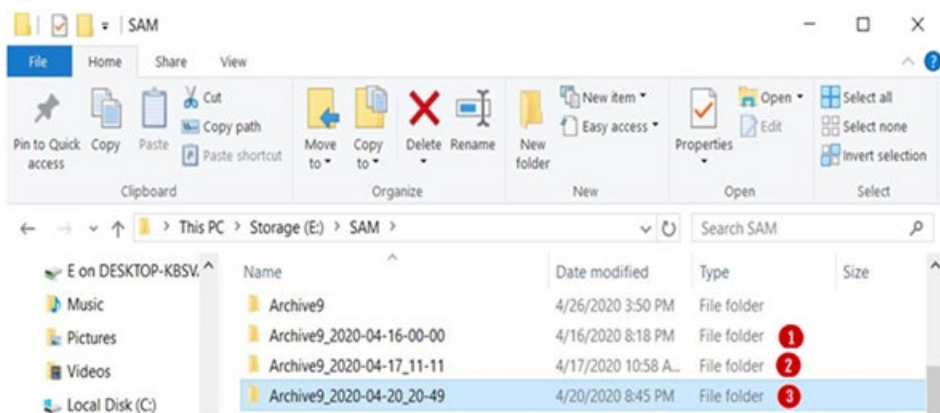 SAM
File Home Share View
Pin to Quick access
Copy
Paste
Cut
Copy path
Paste shortcut
Clipboard
Move to
Copy to
Delete
Rename
Organize
New folder
New item
Easy access
New
Properties
Open
Edit
Open
Select all
Select none
Invert selection
Select
This PC > Storage (E:) > SAM >
Search SAM
Name Date modified Type Size
E on DESKTOP-KBSV.
Music
Pictures
Videos
Local Disk (C:)
Archive9 4/26/2020 3:50 PM File folder
Archive9_2020-04-16-00-00 4/16/2020 8:18 PM File folder 1
Archive9_2020-04-17_11-11 4/17/2020 10:58 A... File folder 2
Archive9_2020-04-20_20-49 4/20/2020 8:45 PM File folder 3